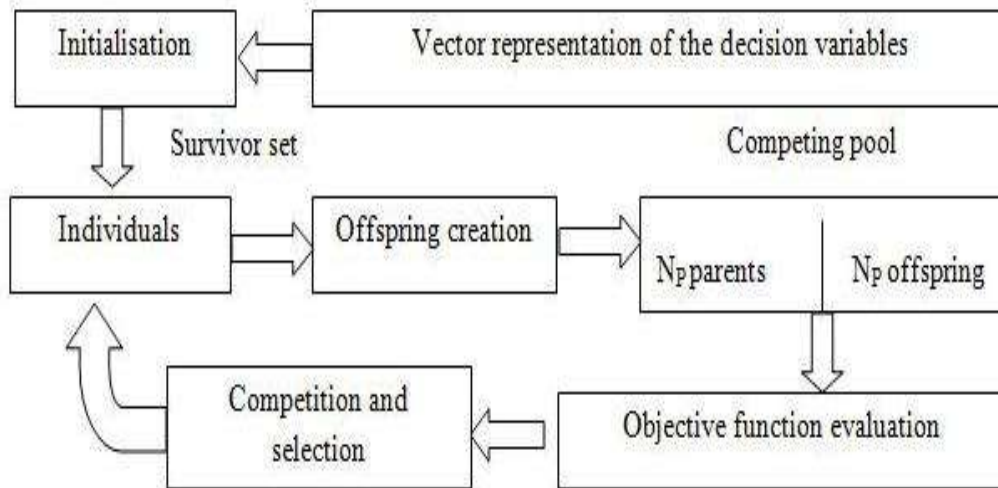 Initialisation
Vector representation of the decision variables
Survivor set
Competing pool
Individuals
Offspring creation
NP parents
NP offspring
Competition and
selection
Objective function evaluation